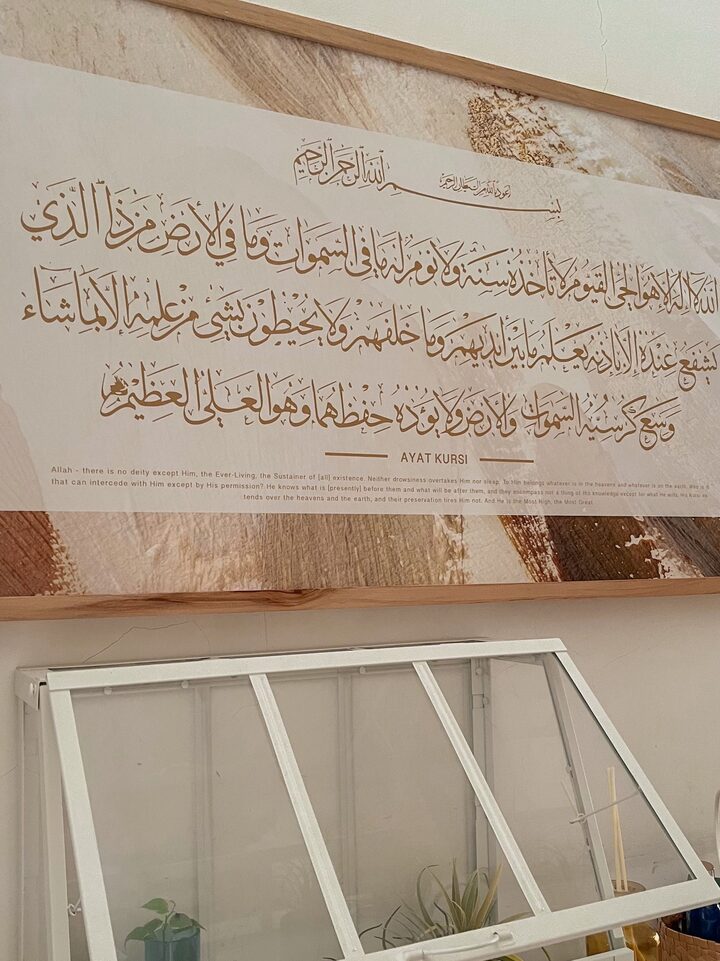 أعوذ بالله من الشيطان الرجيم
بسم الله الرحمن الرحيم
الله لا إله إلا هو الحي القيوم لا تأخذه سنة ولا نوم له ما في السموات وما في الأرض من ذا الذي
يشفع عنده إلا بإذنه يعلم ما بين أيديهم وما خلفهم ولا يحيطون بشيء من علمه إلا بما شاء
وسع كرسيه السموات والأرض ولا يؤده حفظهما وهو العلي العظيم
AYAT KURSI
Allah - there is no deity except Him, the Ever-Living, the Sustainer of [all] existence. Neither drowsiness overtakes Him nor sleep. To Him belongs whatever is in the heavens and whatever is on the earth. Who is it
that can intercede with Him except by His permission? He knows what is [presently] before them and what will be after them, and they encompass not a thing of His knowledge except for what He wills. His Kursi ex-
tends over the heavens and the earth, and their preservation tires Him not. And He is the Most High, the Most Great.